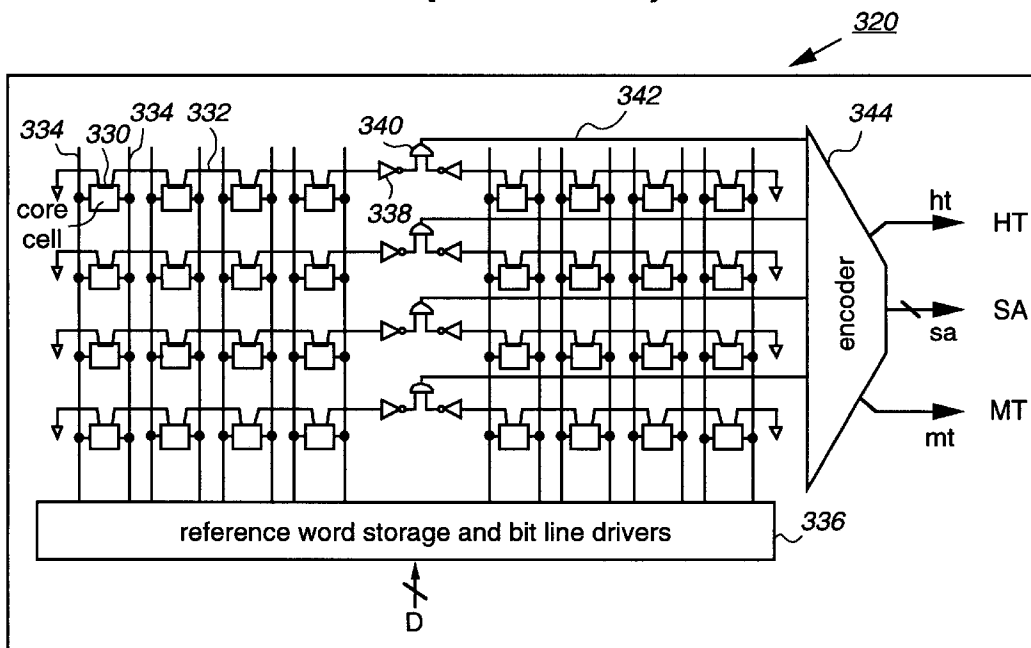 320
334
330
334
332
340
342
344
338
core
cell
encoder
ht
HT
sa
SA
mt
MT
reference word storage and bit line drivers
336
D